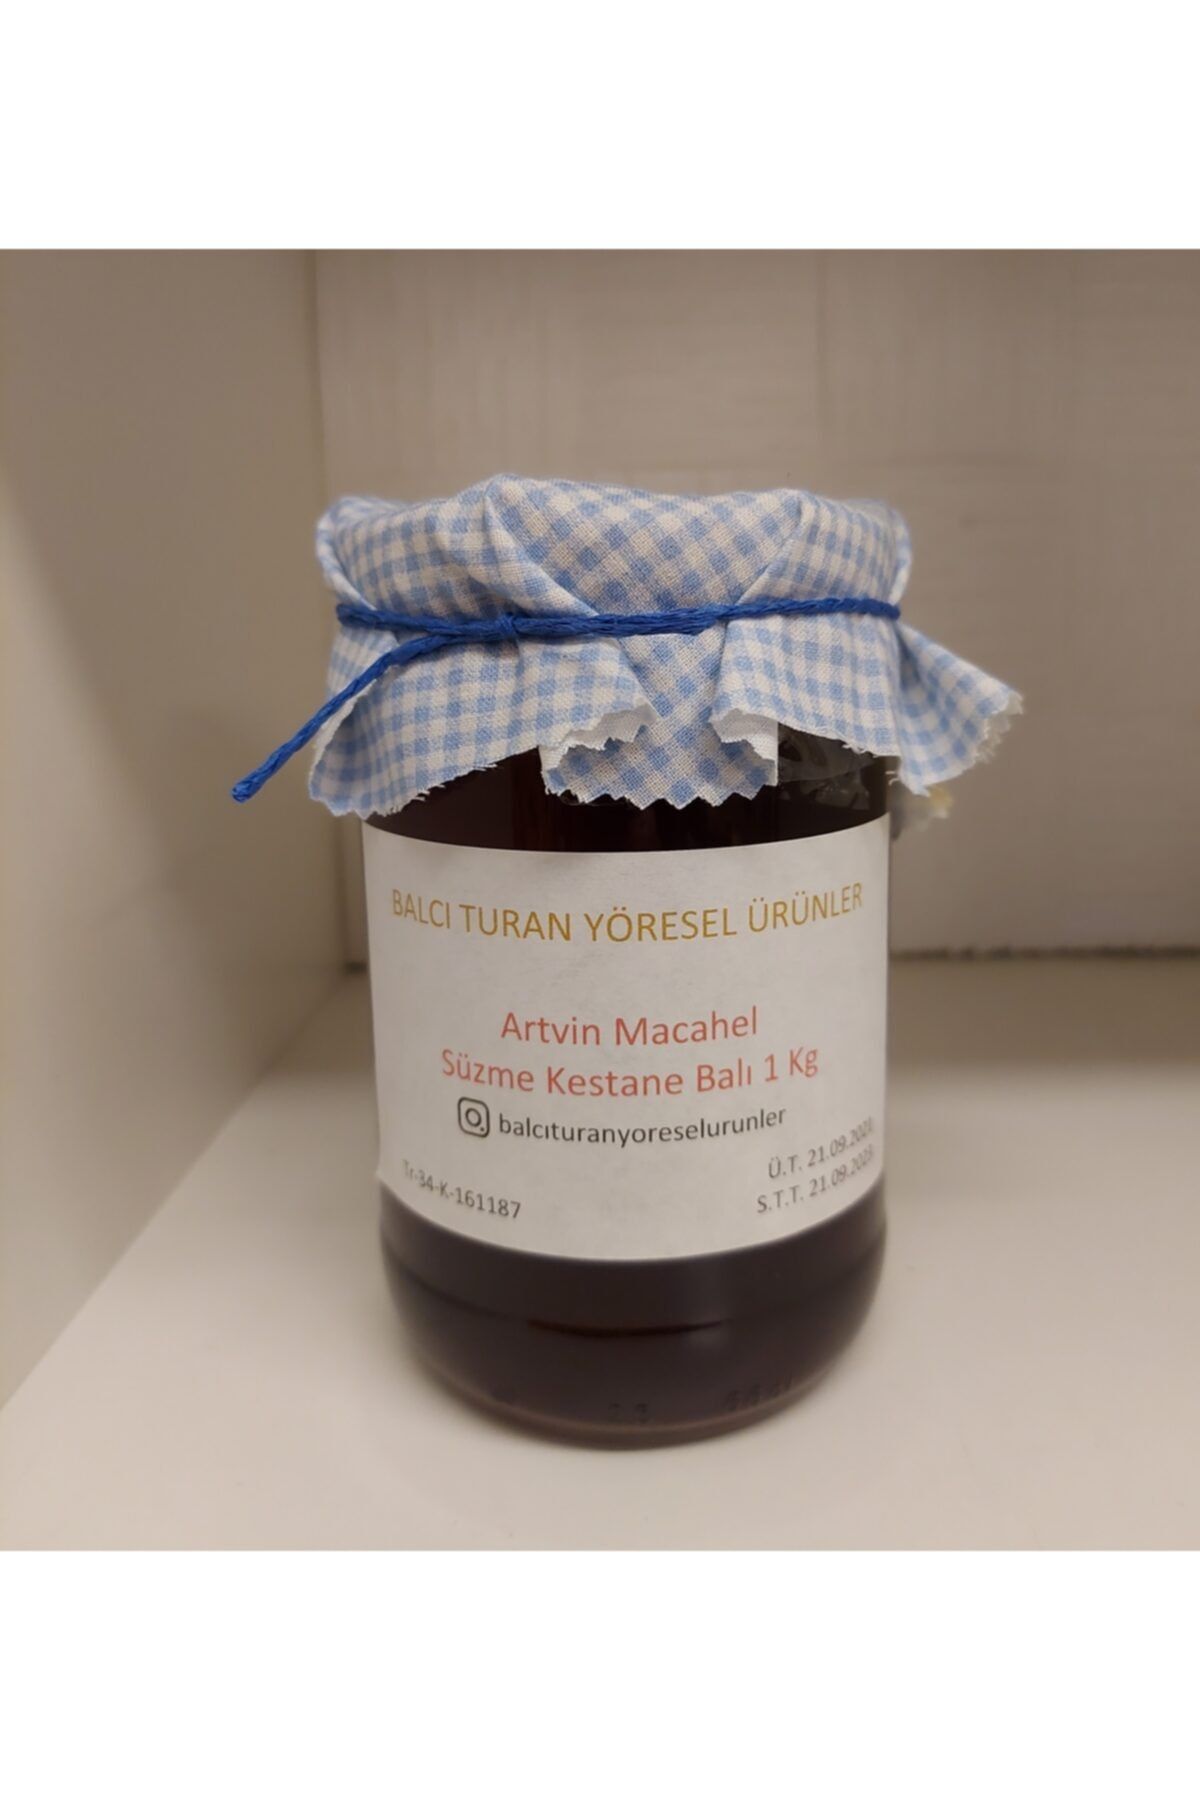 BALCI TURAN YÖRESEL ÜRÜNLER
Artvin Macahel
Süzme Kestane Balı 1 Kg
balcıturanyoreselurunler
Tr-34-K-161187
Ü.T. 21.09.2021
S.T.T. 21.09.2023